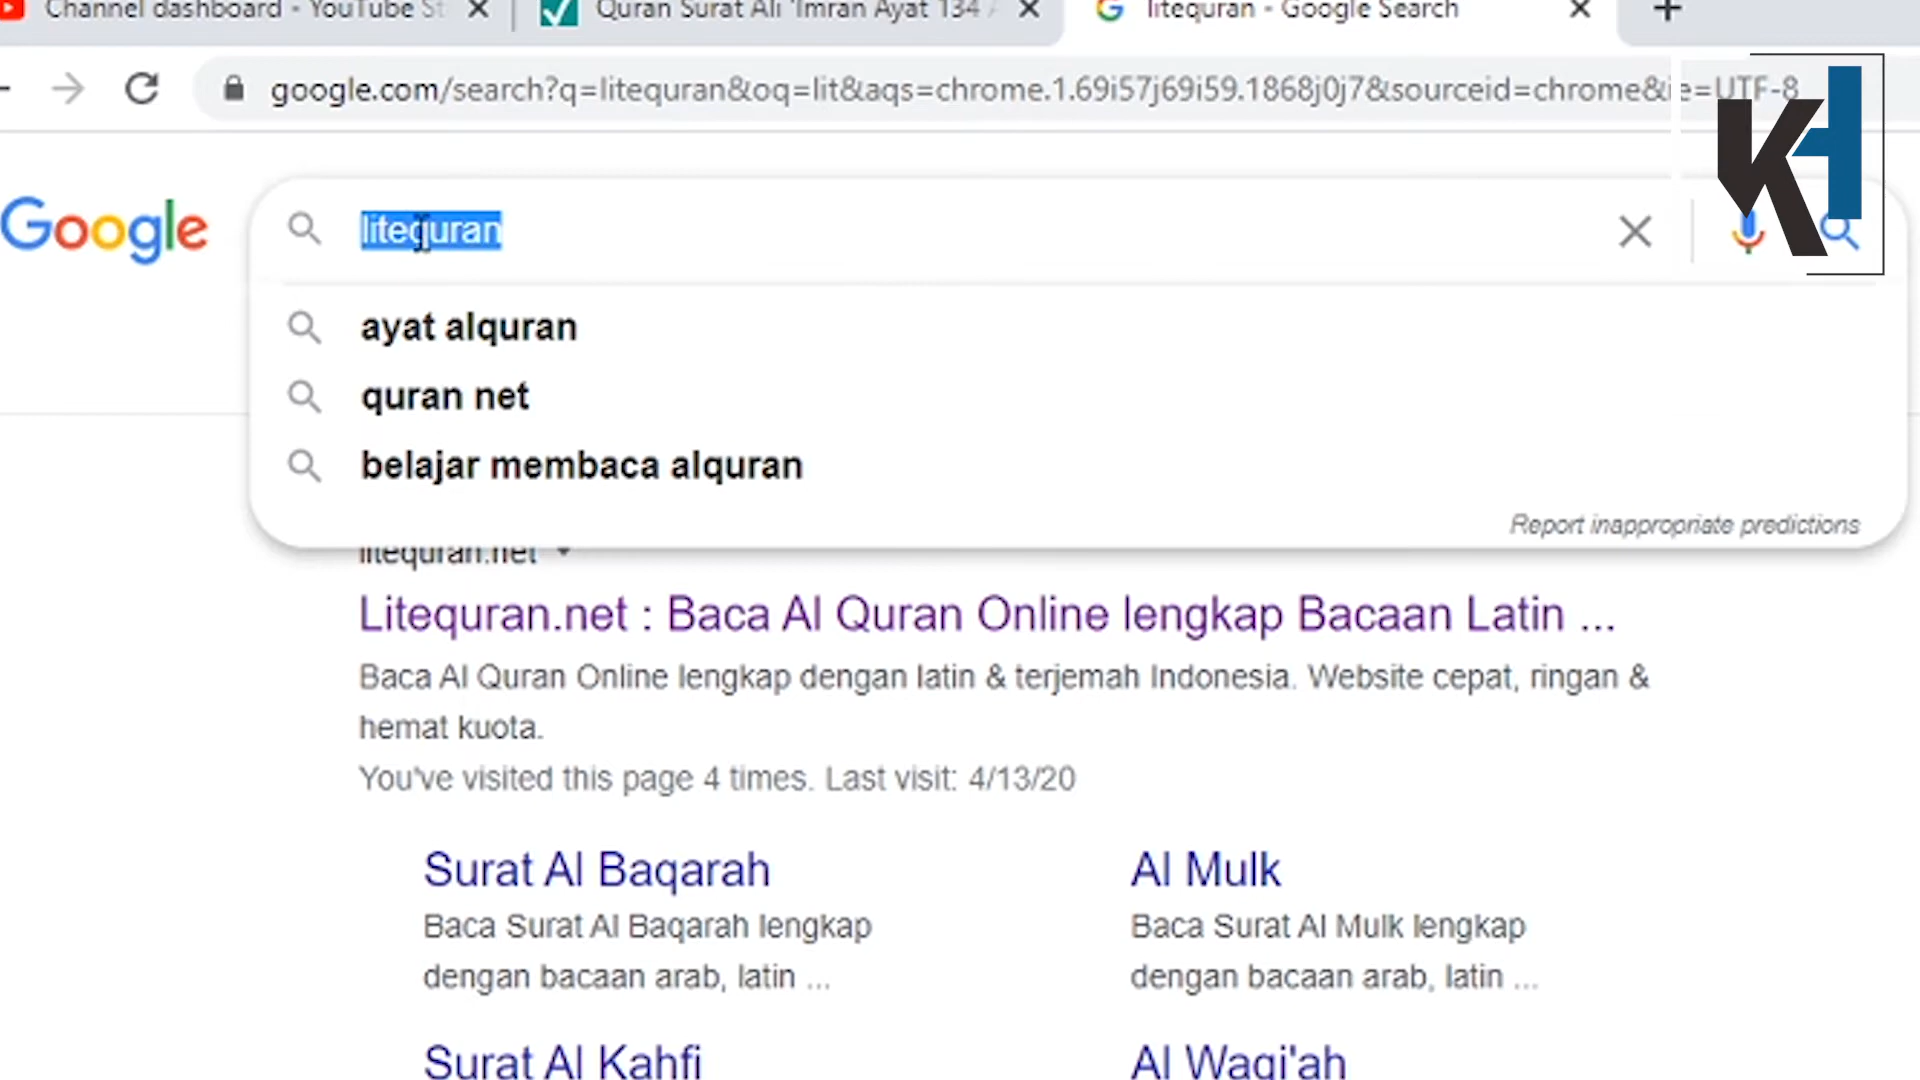 Channel dashboard - YouTube St
Quran Surat Ali 'Imran Ayat 134
litequran - Google Search
google.com/search?q=litequran&oq=lit&aqs=chrome.1.69i57j69i59.1868j0j7&sourceid=chrome&ie=UTF-8
KH
Google
litequran
ayat alquran
quran net
belajar membaca alquran
Report inappropriate predictions
litequran.net
Litequran.net : Baca Al Quran Online lengkap Bacaan Latin ...
Baca Al Quran Online lengkap dengan latin & terjemah Indonesia. Website cepat, ringan &
hemat kuota.
You've visited this page 4 times. Last visit: 4/13/20
Surat Al Baqarah
Al Mulk
Baca Surat Al Baqarah lengkap
dengan bacaan arab, latin ...
Baca Surat Al Mulk lengkap
dengan bacaan arab, latin ...
Surat Al Kahfi
Al Waqi'ah